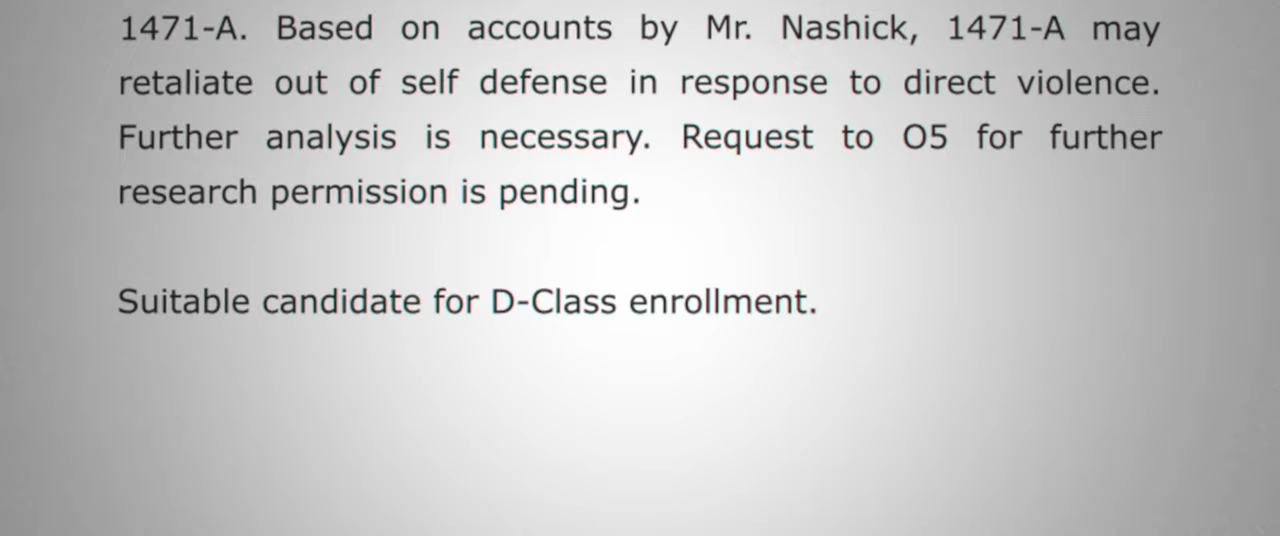 1471-A. Based on accounts by Mr. Nashick, 1471-A may
retaliate out of self defense in response to direct violence.
Further analysis is necessary. Request to O5 for further
research permission is pending.
Suitable candidate for D-Class enrollment.